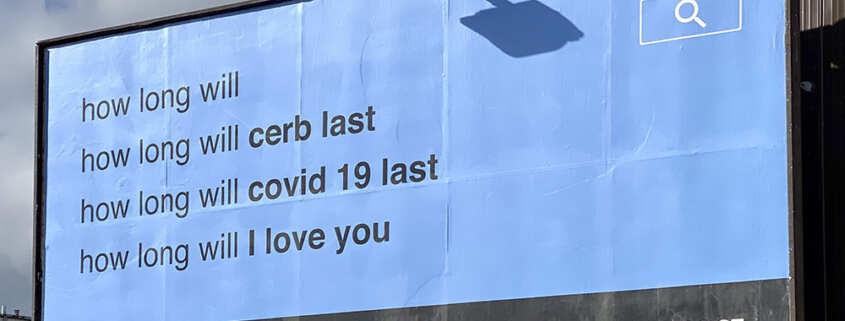 how long will
how long will cerb last
how long will covid 19 last
how long will I love you